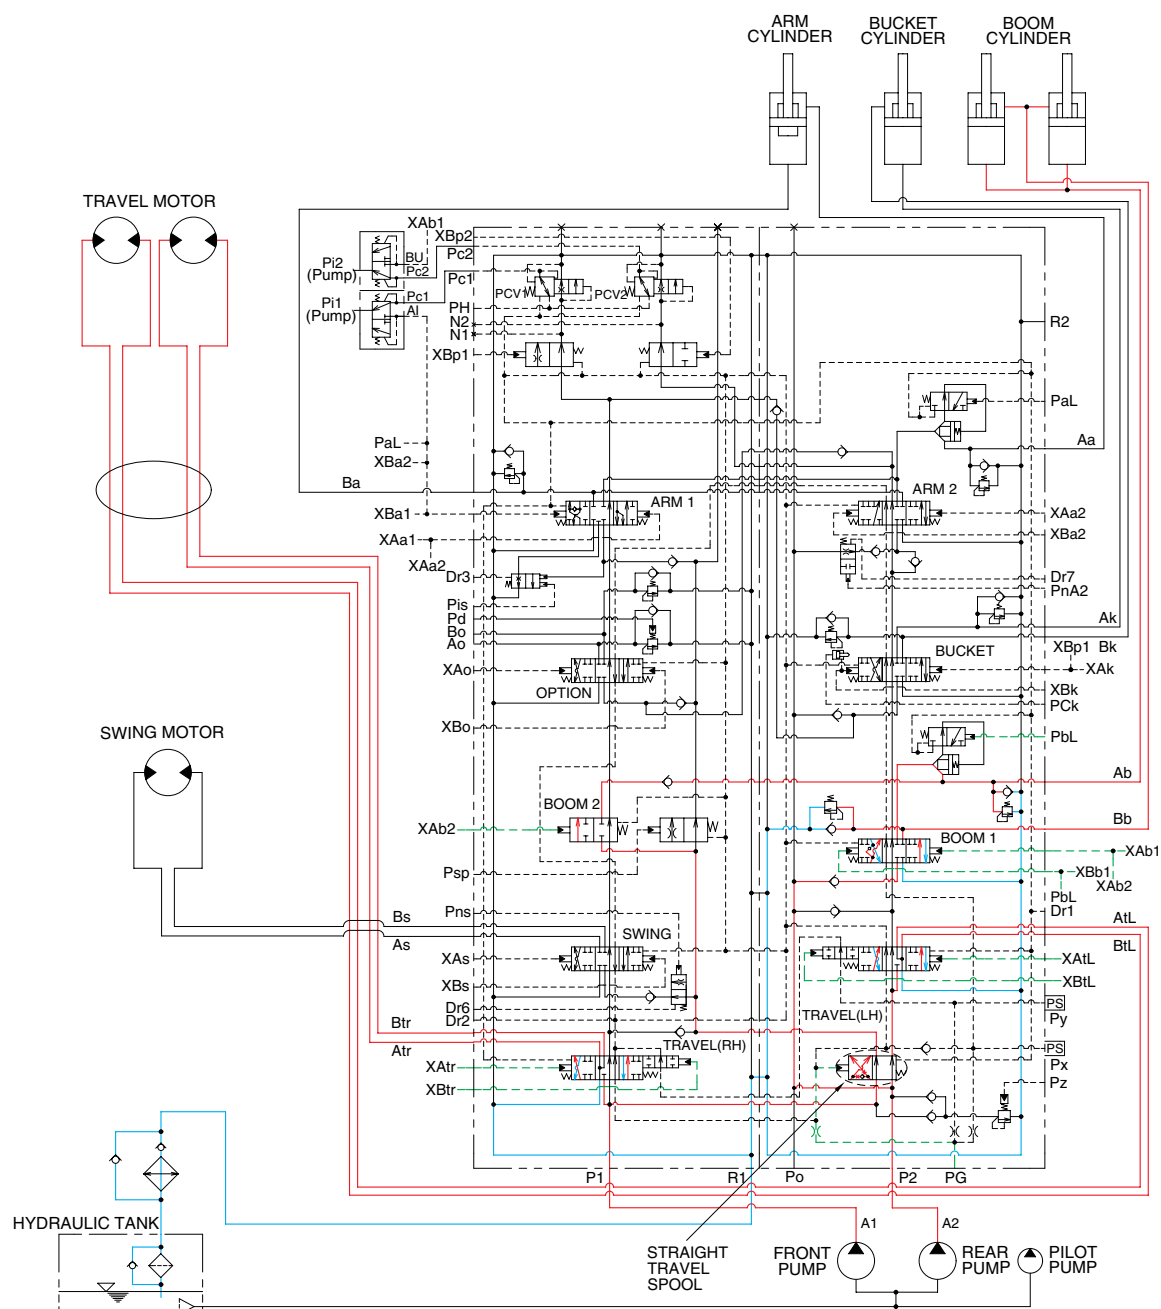 ARM
CYLINDER
BUCKET
CYLINDER
BOOM
CYLINDER
TRAVEL MOTOR
XAb1
XBp2
Pc2
BU
Pi2
(Pump)
Pc2
Pc1
Pc1
Pi1
(Pump)
AI
PCV1
PCV2
PH
N2
N1
R2
XBp1
PaL
PaL
Aa
XBa2
Ba
ARM 1
ARM 2
XBa1
XAa2
XAa1
XBa2
XAa2
Dr3
Dr7
Pis
PnA2
Pd
Ak
Bo
Ao
XBp1 Bk
BUCKET
XAo
XAk
OPTION
XBk
PCk
XBo
PbL
SWING MOTOR
Ab
BOOM 2
Bb
XAb2
BOOM 1
XAb1
Psp
XBb1
XAb2
PbL
Pns
Dr1
Bs
AtL
SWING
As
BtL
XAs
XAtL
XBs
XBtL
Dr6
PS
Dr2
TRAVEL(LH)
Py
Btr
TRAVEL(RH)
PS
Atr
Px
XAtr
XBtr
Pz
P1
R1
Po
P2
PG
HYDRAULIC TANK
A1
A2
STRAIGHT
TRAVEL
SPOOL
FRONT
PUMP
REAR
PUMP
PILOT
PUMP